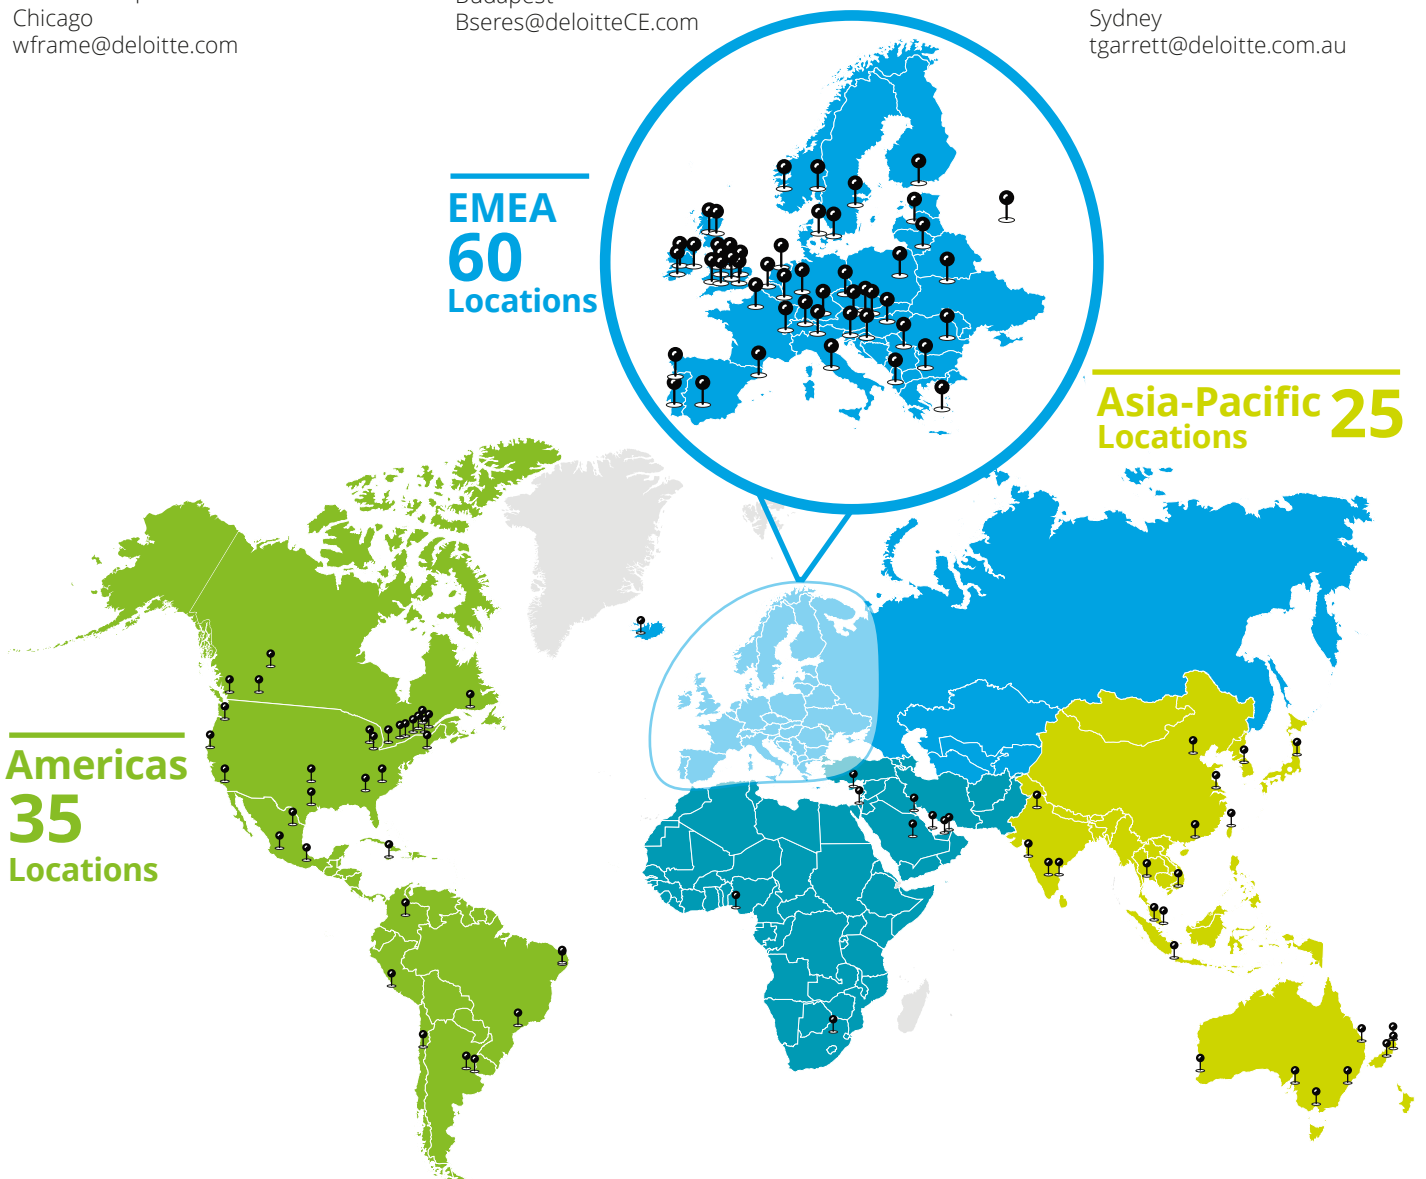 Chicago
wframe@deloitte.com
Budapest
Bseres@deloitteCE.com
Sydney
tgarrett@deloitte.com.au
EMEA
60
Locations
Asia-Pacific 25
Locations
Americas
35
Locations